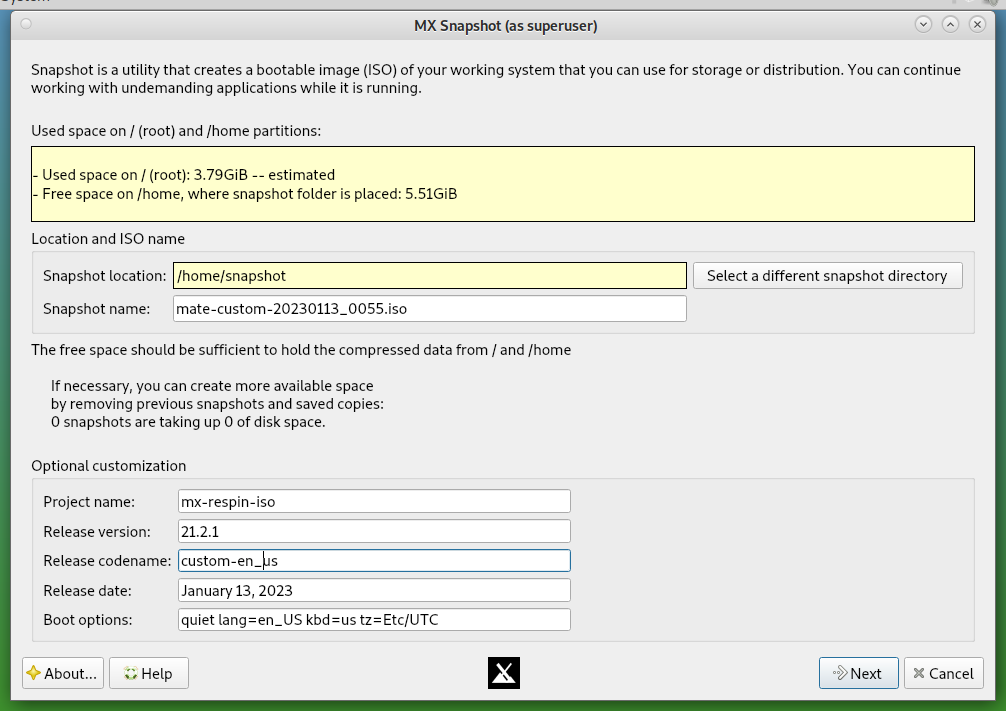 MX Snapshot (as superuser)
Snapshot is a utility that creates a bootable image (ISO) of your working system that you can use for storage or distribution. You can continue
working with undemanding applications while it is running.
Used space on / (root) and /home partitions:
- Used space on / (root): 3.79GiB -- estimated
- Free space on /home, where snapshot folder is placed: 5.51GiB
Location and ISO name
Snapshot location: /home/snapshot Select a different snapshot directory
Snapshot name: mate-custom-20230113_0055.iso
The free space should be sufficient to hold the compressed data from / and /home
If necessary, you can create more available space
by removing previous snapshots and saved copies:
0 snapshots are taking up 0 of disk space.
Optional customization
Project name: mx-respin-iso
Release version: 21.2.1
Release codename: custom-en_us
Release date: January 13, 2023
Boot options: quiet lang=en_US kbd=us tz=Etc/UTC
About... Help Next Cancel